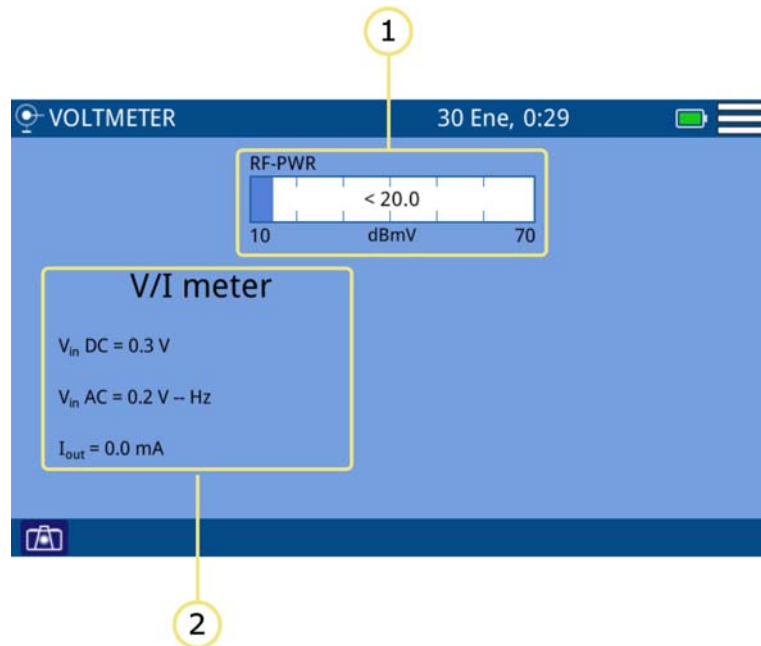 1
VOLTMETER 30 Ene, 0:29
RF-PWR
< 20.0
10 dBmV 70
V/I meter
Vin DC = 0.3 V
Vin AC = 0.2 V -- Hz
Iout = 0.0 mA
2